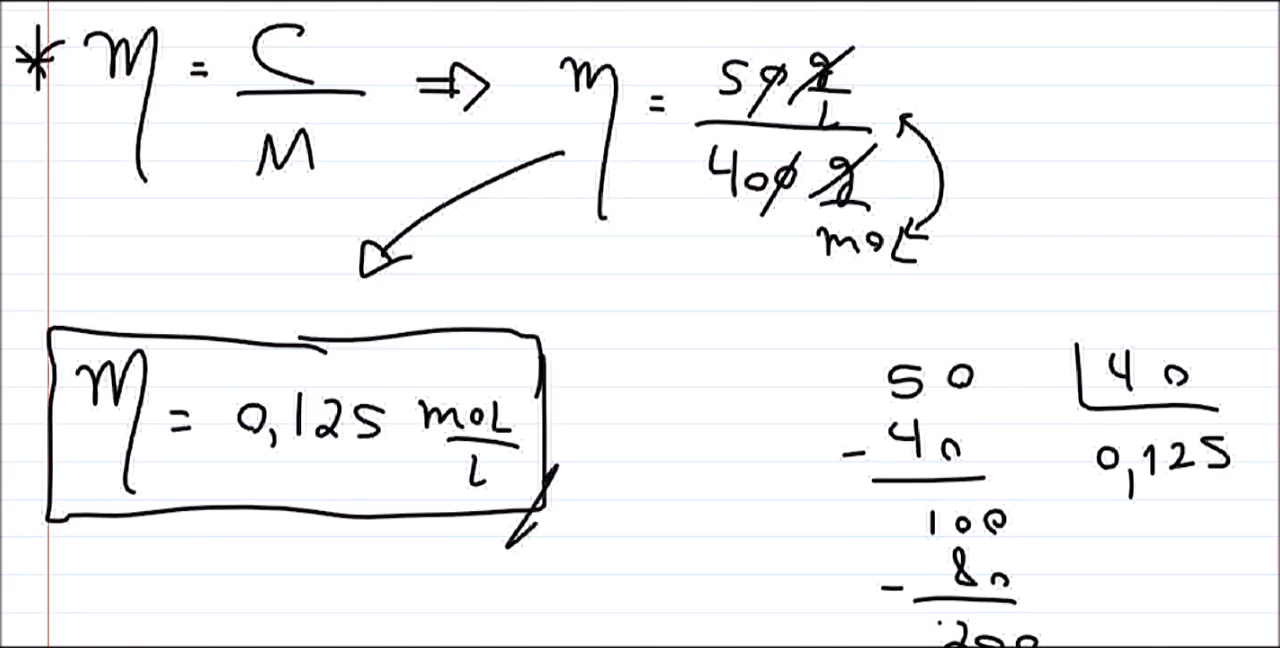 * M = C/M ⇒ M = 50 g/L / 400 g/mol
M = 0,125 mol/L
50 | 40
- 40 0,125
100
- 80
200